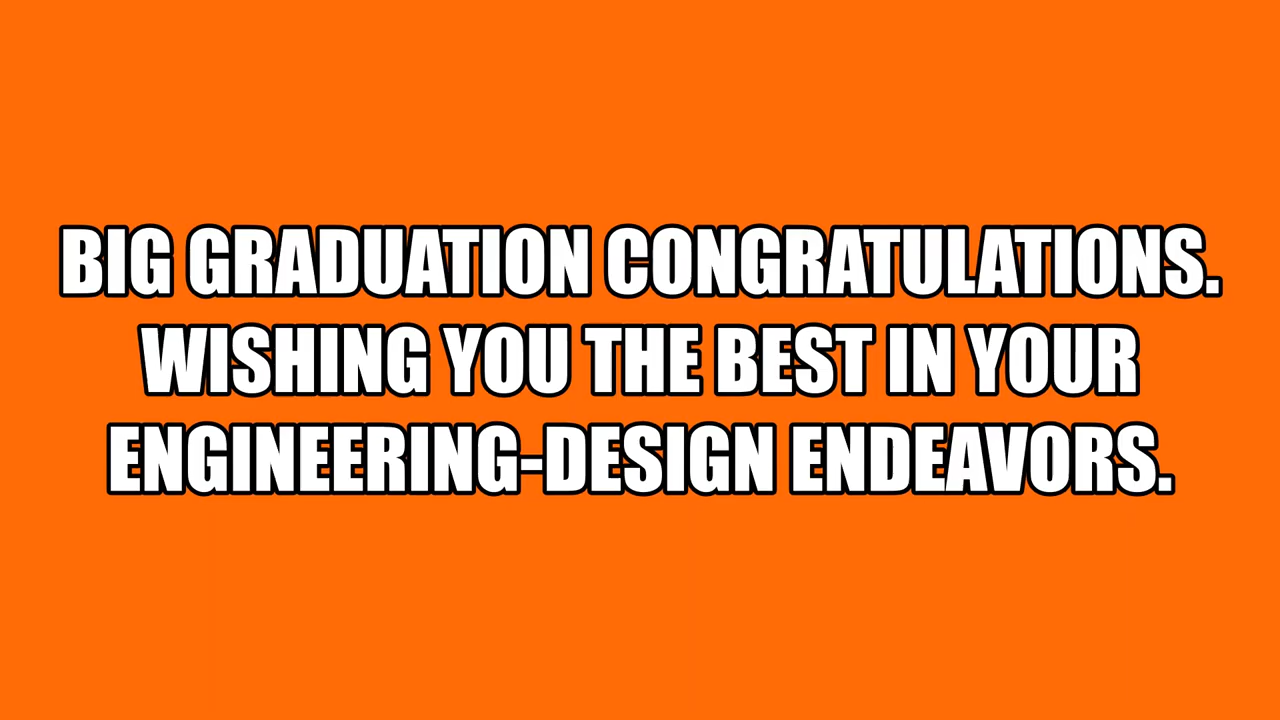 BIG GRADUATION CONGRATULATIONS.
WISHING YOU THE BEST IN YOUR
ENGINEERING-DESIGN ENDEAVORS.